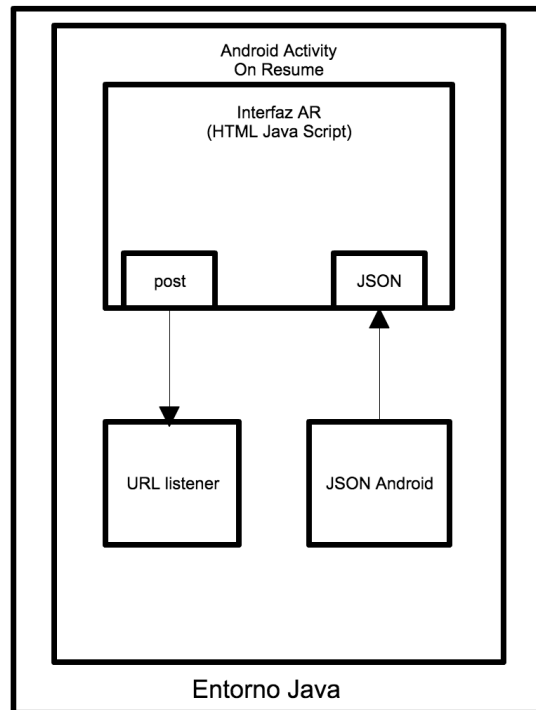 Android Activity
On Resume
Interfaz AR
(HTML Java Script)
post
JSON
URL listener
JSON Android
Entorno Java